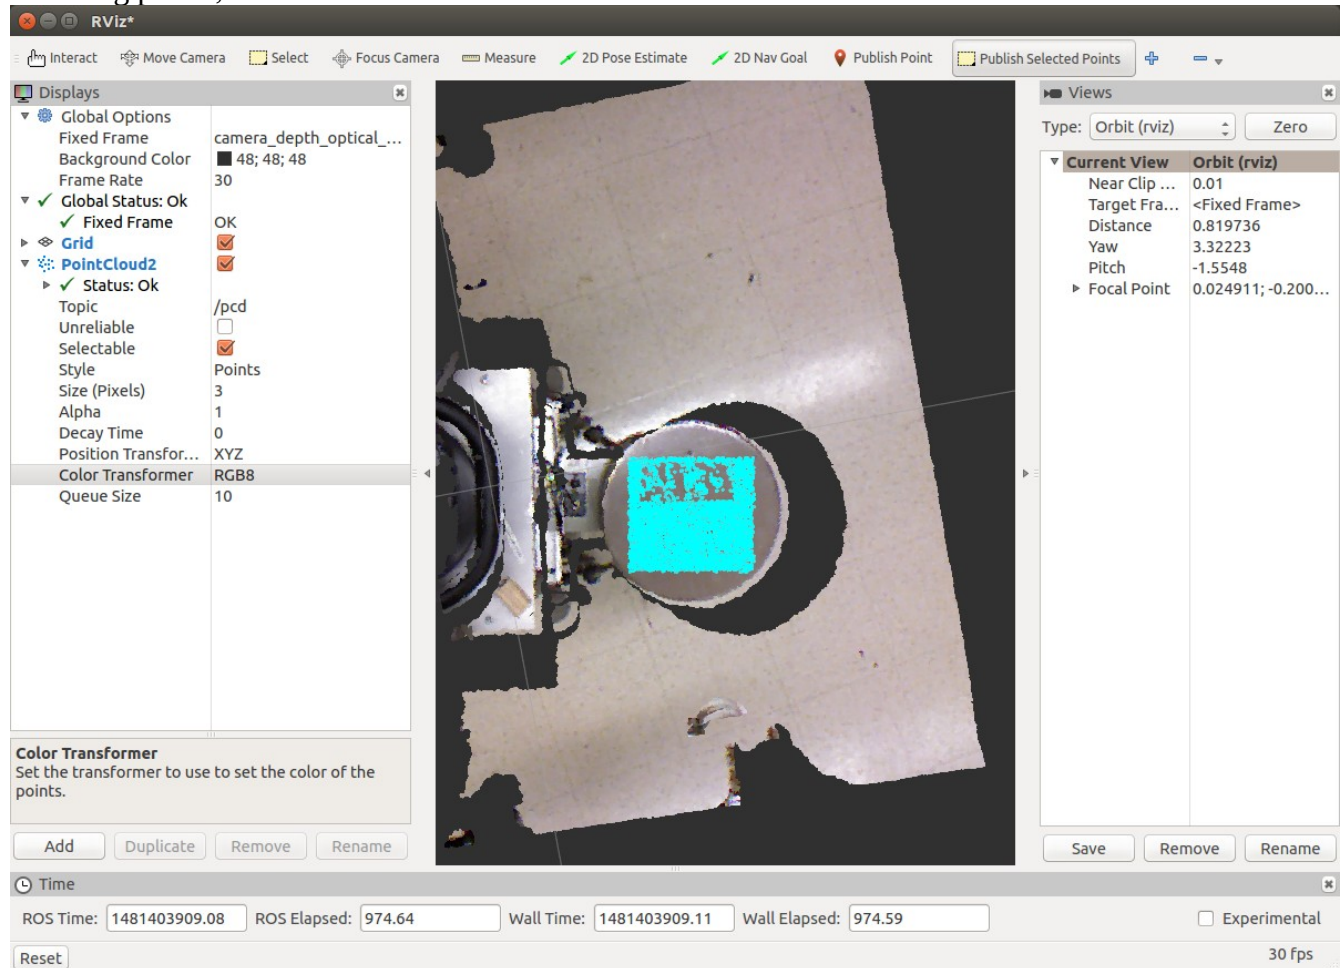 RViz*
Interact Move Camera Select Focus Camera Measure 2D Pose Estimate 2D Nav Goal Publish Point Publish Selected Points
Displays
Global Options
Fixed Frame camera_depth_optical_...
Background Color 48; 48; 48
Frame Rate 30
Global Status: Ok
Fixed Frame OK
Grid
PointCloud2
Status: Ok
Topic /pcd
Unreliable
Selectable
Style Points
Size (Pixels) 3
Alpha 1
Decay Time 0
Position Transfor... XYZ
Color Transformer RGB8
Queue Size 10
Color Transformer
Set the transformer to use to set the color of the
points.
Add Duplicate Remove Rename
Views
Type: Orbit (rviz) Zero
Current View Orbit (rviz)
Near Clip ... 0.01
Target Fra... <Fixed Frame>
Distance 0.819736
Yaw 3.32223
Pitch -1.5548
Focal Point 0.024911; -0.200...
Save Remove Rename
Time
ROS Time: 1481403909.08 ROS Elapsed: 974.64 Wall Time: 1481403909.11 Wall Elapsed: 974.59 Experimental
Reset 30 fps